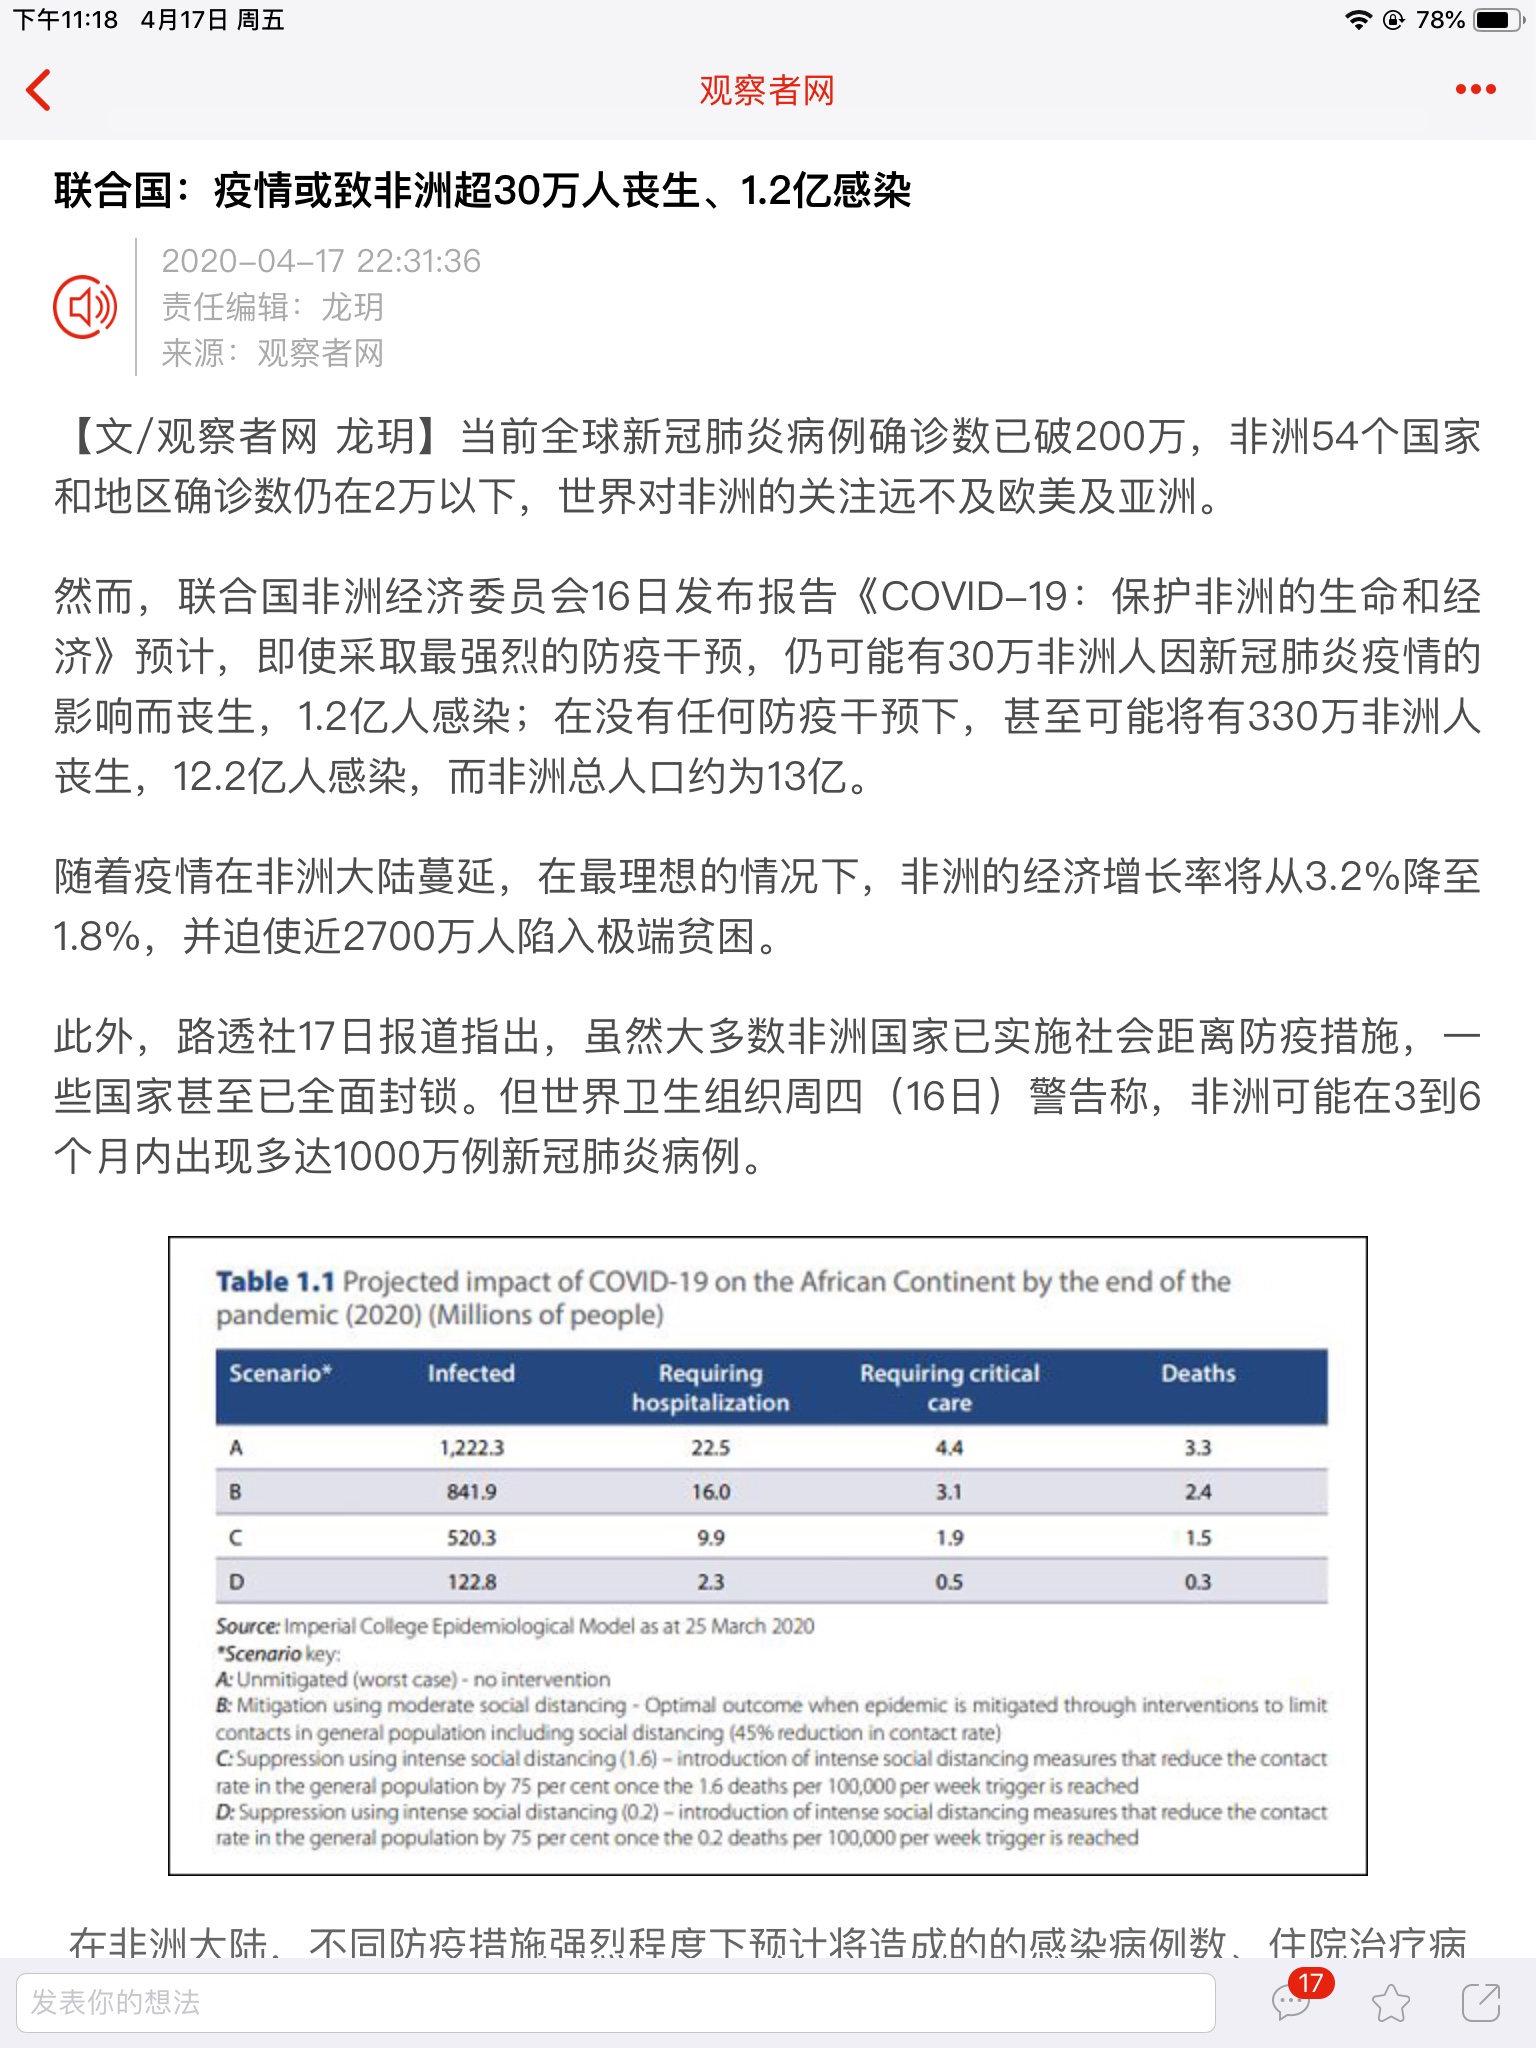 下午11:18 4月17日 周五
78%
观察者网
联合国：疫情或致非洲超30万人丧生、1.2亿感染
2020-04-17 22:31:36
责任编辑：龙玥
来源：观察者网
【文/观察者网 龙玥】当前全球新冠肺炎病例确诊数已破200万，非洲54个国家
和地区确诊数仍在2万以下，世界对非洲的关注远不及欧美及亚洲。
然而，联合国非洲经济委员会16日发布报告《COVID-19：保护非洲的生命和经
济》预计，即使采取最强烈的防疫干预，仍可能有30万非洲人因新冠肺炎疫情的
影响而丧生，1.2亿人感染；在没有任何防疫干预下，甚至可能将有330万非洲人
丧生，12.2亿人感染，而非洲总人口约为13亿。
随着疫情在非洲大陆蔓延，在最理想的情况下，非洲的经济增长率将从3.2%降至
1.8%，并迫使近2700万人陷入极端贫困。
此外，路透社17日报道指出，虽然大多数非洲国家已实施社会距离防疫措施，一
些国家甚至已全面封锁。但世界卫生组织周四（16日）警告称，非洲可能在3到6
个月内出现多达1000万例新冠肺炎病例。
Table 1.1 Projected impact of COVID-19 on the African Continent by the end of the
pandemic (2020) (Millions of people)
Scenario* Infected Requiring hospitalization Requiring critical care Deaths
A 1,222.3 22.5 4.4 3.3
B 841.9 16.0 3.1 2.4
C 520.3 9.9 1.9 1.5
D 122.8 2.3 0.5 0.3
Source: Imperial College Epidemiological Model as at 25 March 2020
*Scenario key:
A: Unmitigated (worst case) - no intervention
B: Mitigation using moderate social distancing - Optimal outcome when epidemic is mitigated through interventions to limit
contacts in general population including social distancing (45% reduction in contact rate)
C: Suppression using intense social distancing (1.6) – introduction of intense social distancing measures that reduce the contact
rate in the general population by 75 per cent once the 1.6 deaths per 100,000 per week trigger is reached
D: Suppression using intense social distancing (0.2) – introduction of intense social distancing measures that reduce the contact
rate in the general population by 75 per cent once the 0.2 deaths per 100,000 per week trigger is reached
在非洲大陆，不同防疫措施强烈程度下预计将造成的的感染病例数、住院治疗病
发表你的想法
17